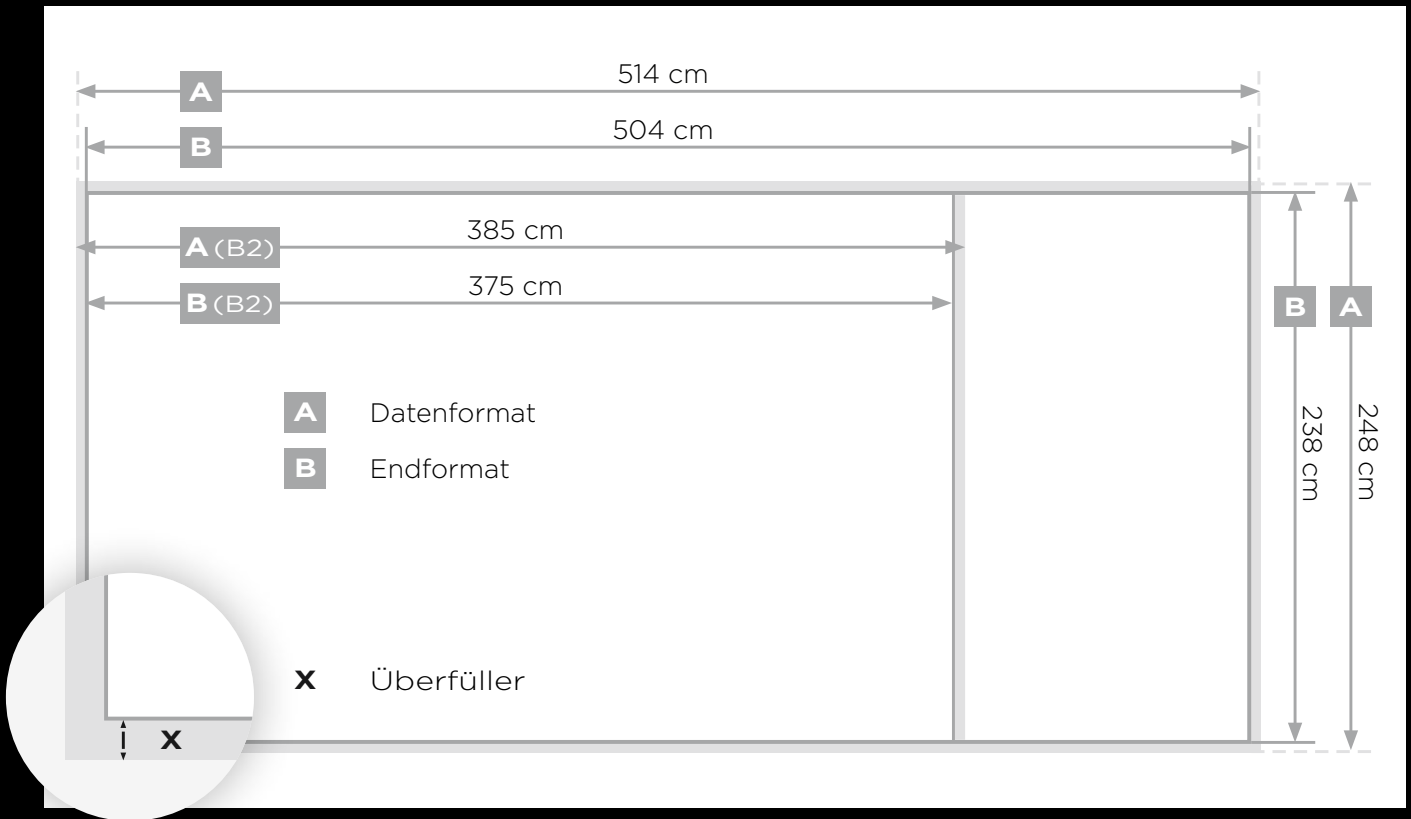 A
514 cm
B
504 cm
A (B2)
385 cm
B (B2)
375 cm
B
A
A Datenformat
B Endformat
238 cm
248 cm
X Überfüller
X